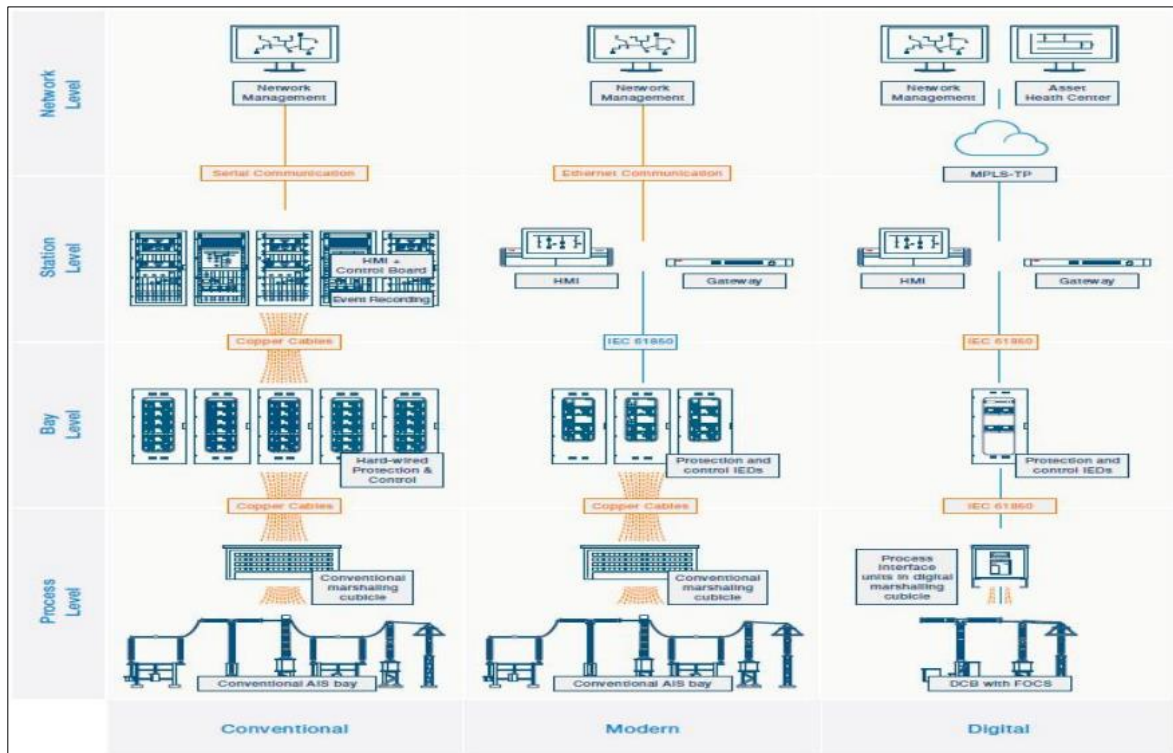 Network
Level
Network
Management
Network
Management
Network
Management
Asset
Heath Center
Serial Communication
Ethernet Communication
MPLS-TP
Station
Level
HMI +
Control Board
Event Recording
HMI
Gateway
HMI
Gateway
Copper Cables
IEC 61850
IEC 61850
Bay
Level
Hard-wired
Protection &
Control
Protection and
control IEDs
Protection and
control IEDs
Copper Cables
Copper Cables
IEC 61850
Process
Level
Conventional
marshaling
cubicle
Conventional
marshaling
cubicle
Process
interface
units in digital
marshalling
cubicle
Conventional AIS bay
Conventional AIS bay
DCB with FOCS
Conventional
Modern
Digital